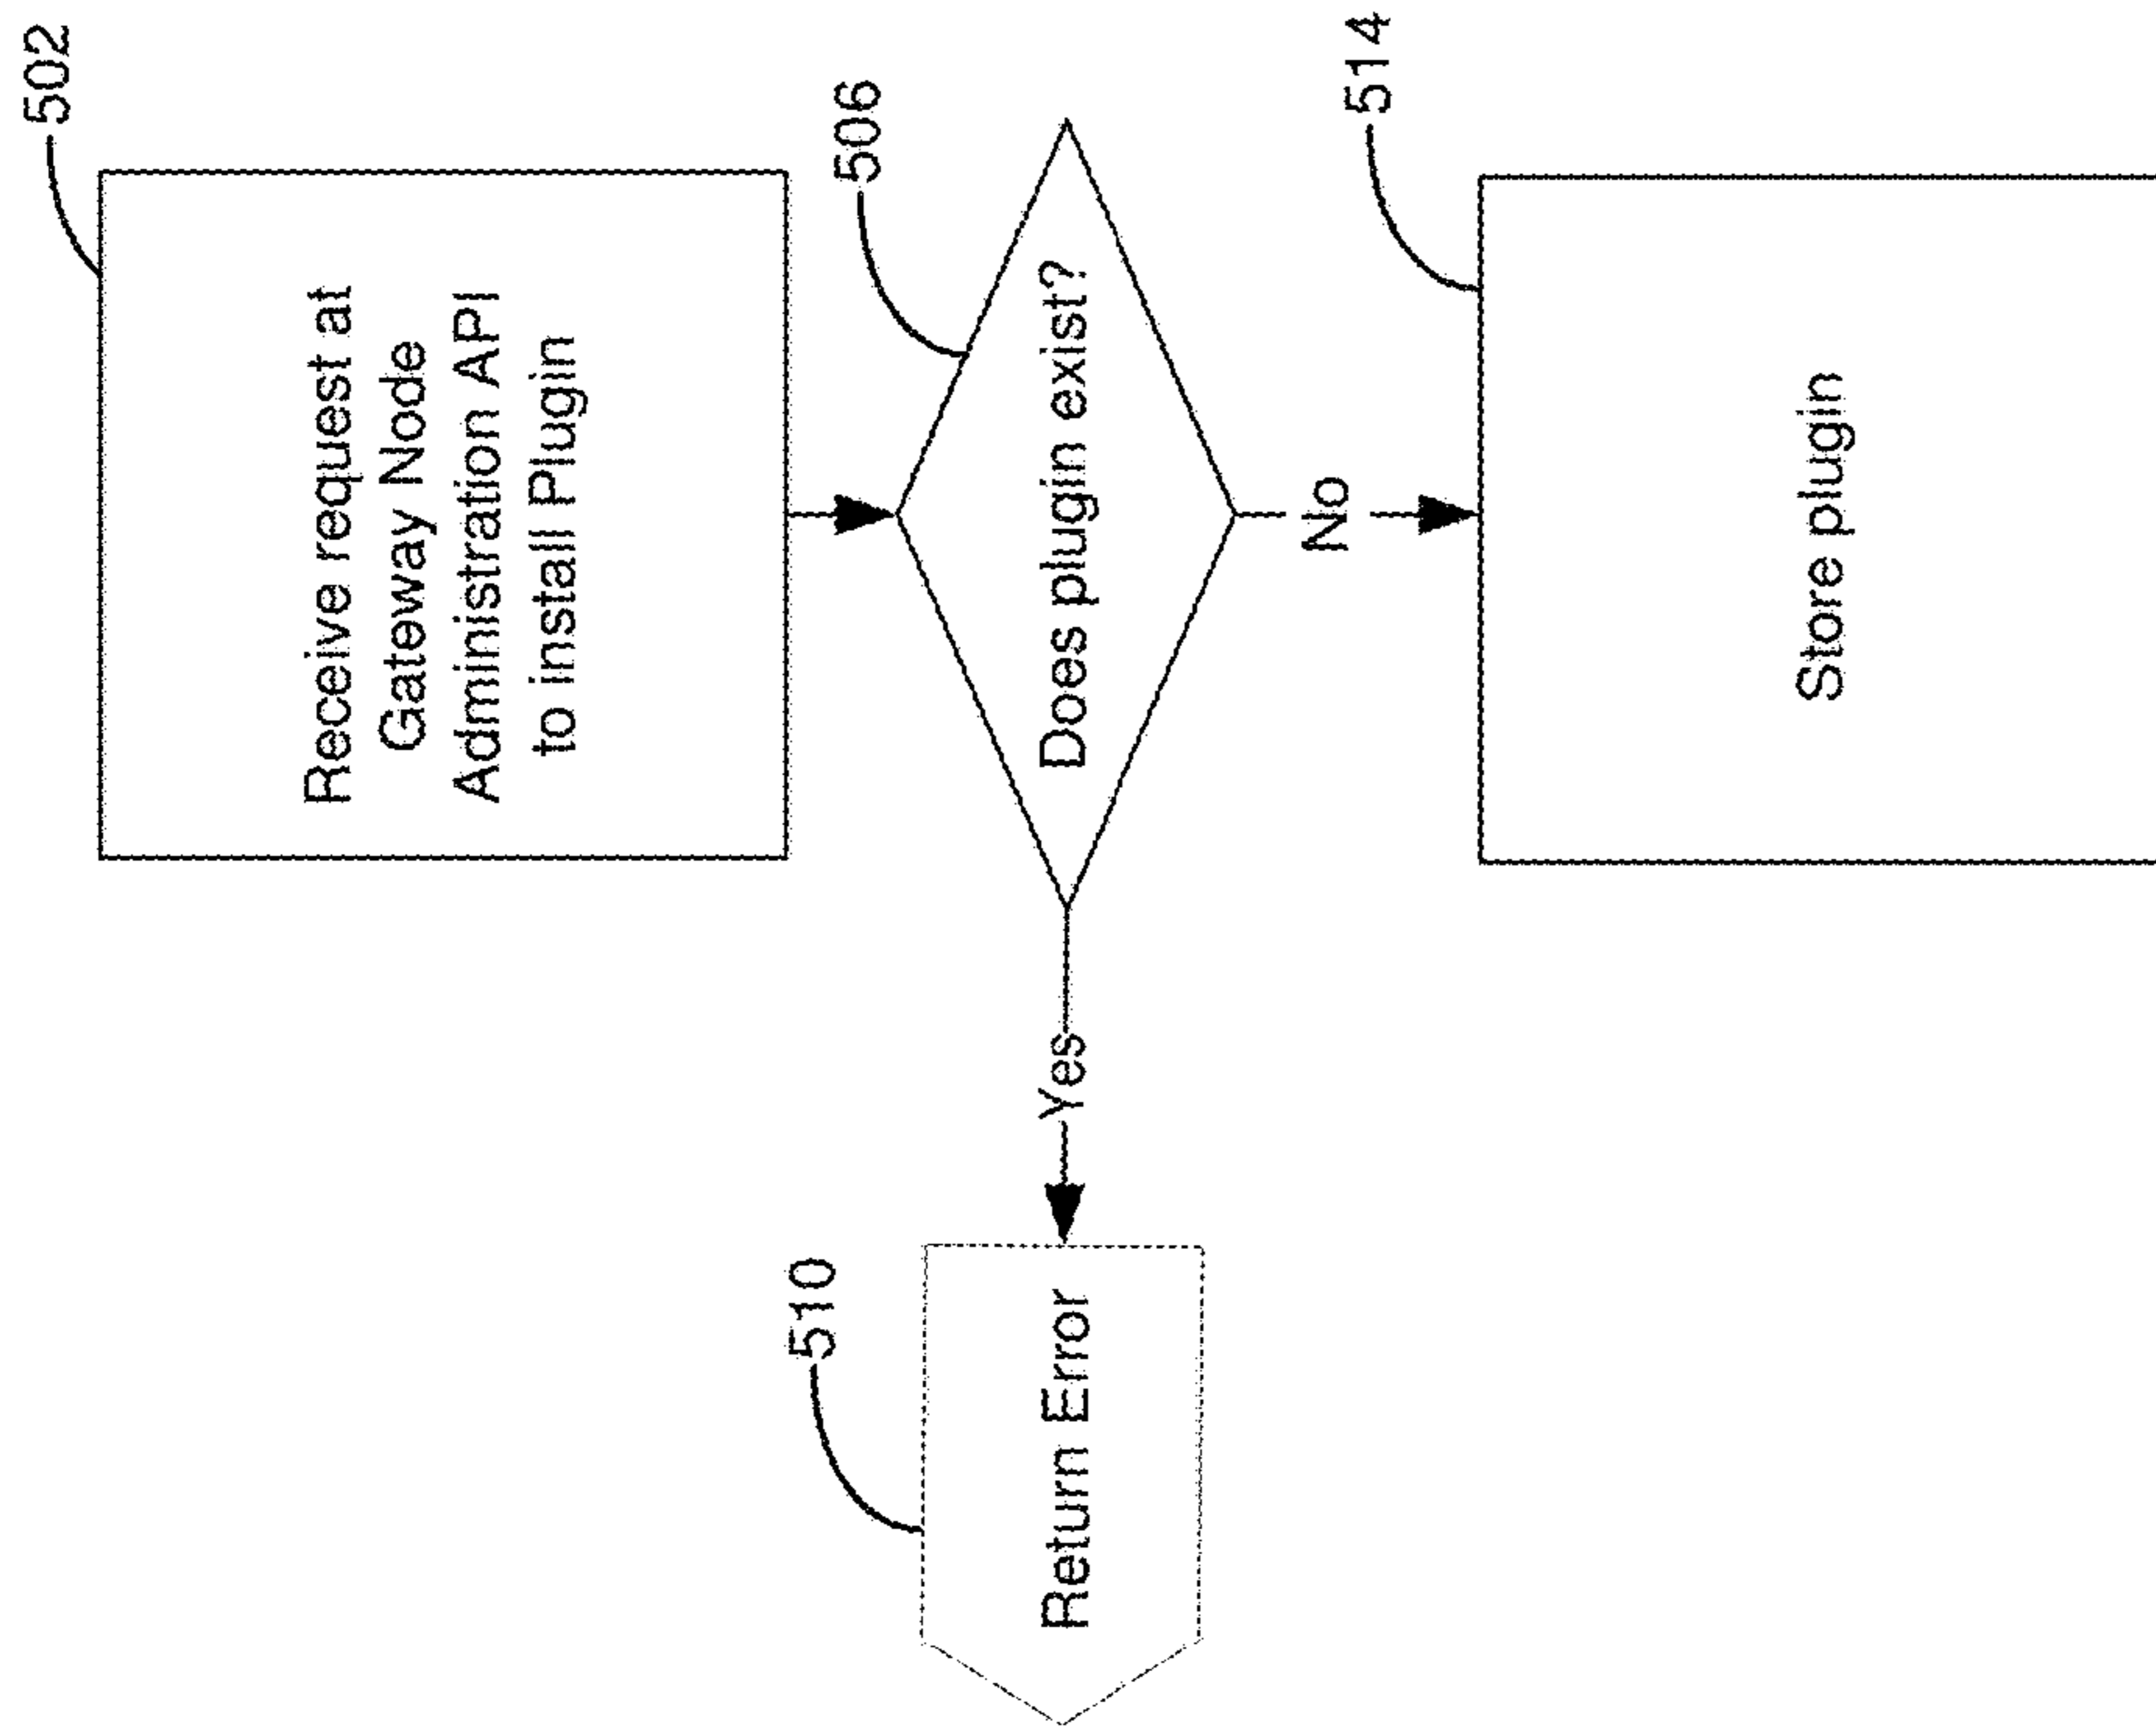 502
Receive request at
Gateway Node
Administration API
to install Plugin
506
Does plugin exist?
Yes
510
Return Error
No
514
Store plugin